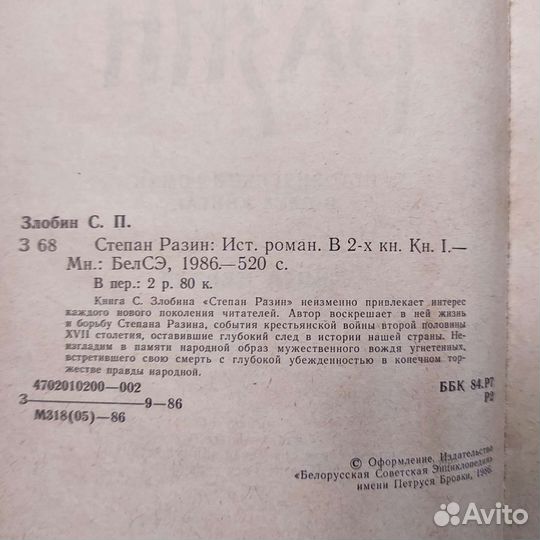 Злобин С. П.
З 68 Степан Разин: Ист. роман. В 2-х кн. Кн. I.—
Мн.: БелСЭ, 1986.—520 с.
В пер.: 2 р. 80 к.
Книга С. Злобина «Степан Разин» неизменно привлекает интерес
каждого нового поколения читателей. Автор воскрешает в ней жизнь
и борьбу Степана Разина, события крестьянской войны второй половины
XVII столетия, оставившие глубокий след в истории нашей страны. Не-
изгладим в памяти народной образ мужественного вождя угнетенных,
встретившего свою смерть с глубокой убежденностью в конечном тор-
жестве правды народной.
4702010200—002
З———9—86
М318(05)—86
ББК 84.Р7
Р2
© Оформление, Издательство
«Белорусская Советская Энциклопедия»
имени Петруся Бровки, 1986
Avito